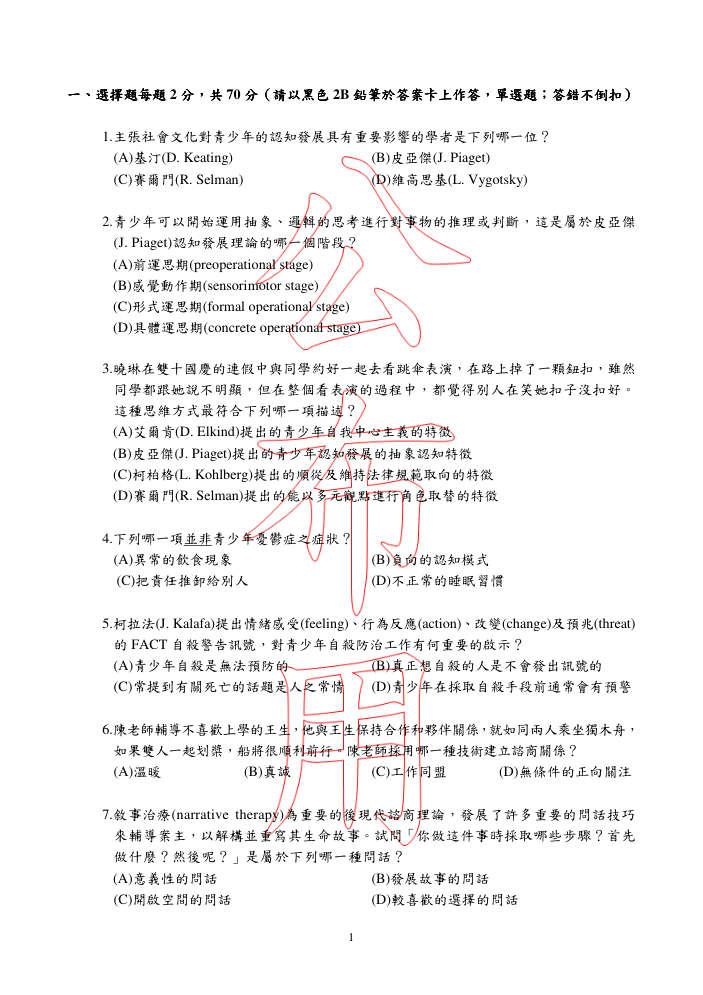 一、選擇題每題 2 分，共 70 分（請以黑色 2B 鉛筆於答案卡上作答，單選題；答錯不倒扣）
1.主張社會文化對青少年的認知發展具有重要影響的學者是下列哪一位？
(A)基汀(D. Keating) (B)皮亞傑(J. Piaget)
(C)賽爾門(R. Selman) (D)維高思基(L. Vygotsky)
2.青少年可以開始運用抽象、邏輯的思考進行對事物的推理或判斷，這是屬於皮亞傑
(J. Piaget)認知發展理論的哪一個階段？
(A)前運思期(preoperational stage)
(B)感覺動作期(sensorimotor stage)
(C)形式運思期(formal operational stage)
(D)具體運思期(concrete operational stage)
3.曉琳在雙十國慶的連假中與同學約好一起去看跳傘表演，在路上掉了一顆鈕扣，雖然
同學都跟她說不明顯，但在整個看表演的過程中，都覺得別人在笑她扣子沒扣好。
這種思維方式最符合下列哪一項描述？
(A)艾爾肯(D. Elkind)提出的青少年自我中心主義的特徵
(B)皮亞傑(J. Piaget)提出的青少年認知發展的抽象認知特徵
(C)柯柏格(L. Kohlberg)提出的順從及維持法律規範取向的特徵
(D)賽爾門(R. Selman)提出的能以多元觀點進行角色取替的特徵
4.下列哪一項並非青少年憂鬱症之症狀？
(A)異常的飲食現象 (B)負向的認知模式
(C)把責任推卸給別人 (D)不正常的睡眠習慣
5.柯拉法(J. Kalafa)提出情緒感受(feeling)、行為反應(action)、改變(change)及預兆(threat)
的 FACT 自殺警告訊號，對青少年自殺防治工作有何重要的啟示？
(A)青少年自殺是無法預防的 (B)真正想自殺的人是不會發出訊號的
(C)常提到有關死亡的話題是人之常情 (D)青少年在採取自殺手段前通常會有預警
6.陳老師輔導不喜歡上學的王生，他與王生保持合作和夥伴關係，就如同兩人乘坐獨木舟，
如果雙人一起划槳，船將很順利前行。陳老師採用哪一種技術建立諮商關係？
(A)溫暖 (B)真誠 (C)工作同盟 (D)無條件的正向關注
7.敘事治療(narrative therapy)為重要的後現代諮商理論，發展了許多重要的問話技巧
來輔導案主，以解構並重寫其生命故事。試問「你做這件事時採取哪些步驟？首先
做什麼？然後呢？」是屬於下列哪一種問話？
(A)意義性的問話 (B)發展故事的問話
(C)開啟空間的問話 (D)較喜歡的選擇的問話
1
公
布
用